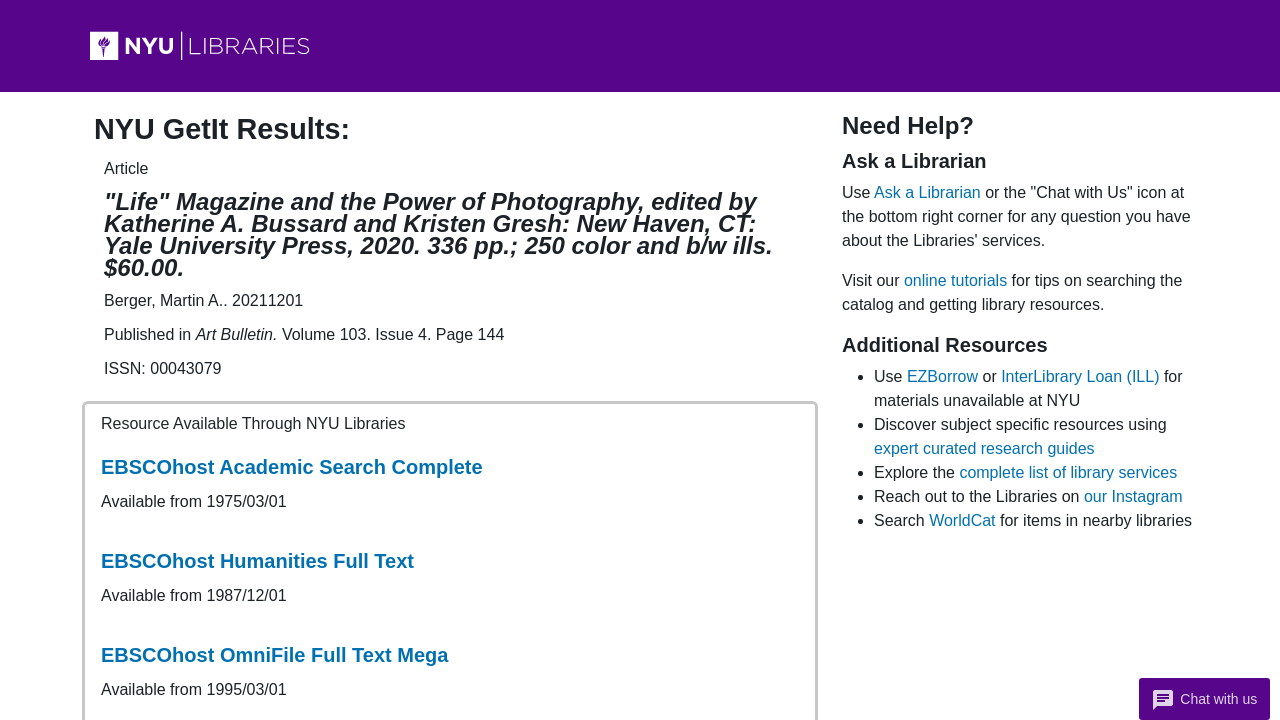 NYU LIBRARIES
NYU GetIt Results:
Article
"Life" Magazine and the Power of Photography, edited by
Katherine A. Bussard and Kristen Gresh: New Haven, CT:
Yale University Press, 2020. 336 pp.; 250 color and b/w ills.
$60.00.
Berger, Martin A.. 20211201
Published in Art Bulletin. Volume 103. Issue 4. Page 144
ISSN: 00043079
Resource Available Through NYU Libraries
EBSCOhost Academic Search Complete
Available from 1975/03/01
EBSCOhost Humanities Full Text
Available from 1987/12/01
EBSCOhost OmniFile Full Text Mega
Available from 1995/03/01
Need Help?
Ask a Librarian
Use Ask a Librarian or the "Chat with Us" icon at
the bottom right corner for any question you have
about the Libraries' services.
Visit our online tutorials for tips on searching the
catalog and getting library resources.
Additional Resources
Use EZBorrow or InterLibrary Loan (ILL) for
materials unavailable at NYU
Discover subject specific resources using
expert curated research guides
Explore the complete list of library services
Reach out to the Libraries on our Instagram
Search WorldCat for items in nearby libraries
Chat with us